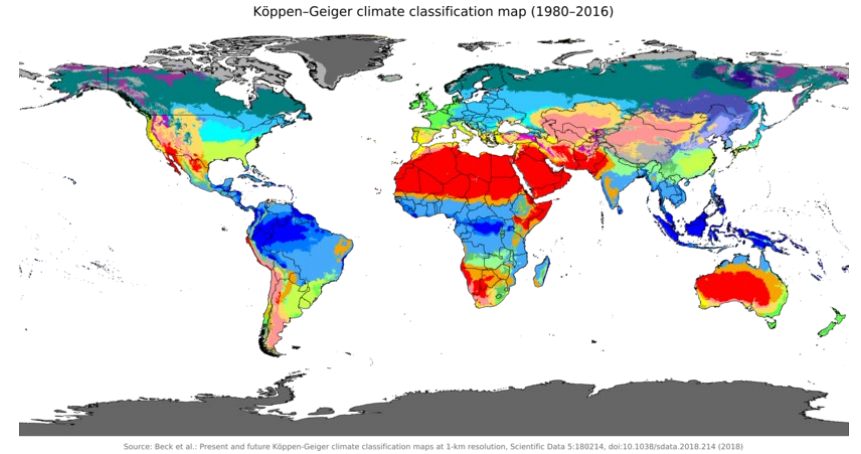 Köppen–Geiger climate classification map (1980–2016)
Source: Beck et al.: Present and future Köppen-Geiger climate classification maps at 1-km resolution, Scientific Data 5:180214, doi:10.1038/sdata.2018.214 (2018)